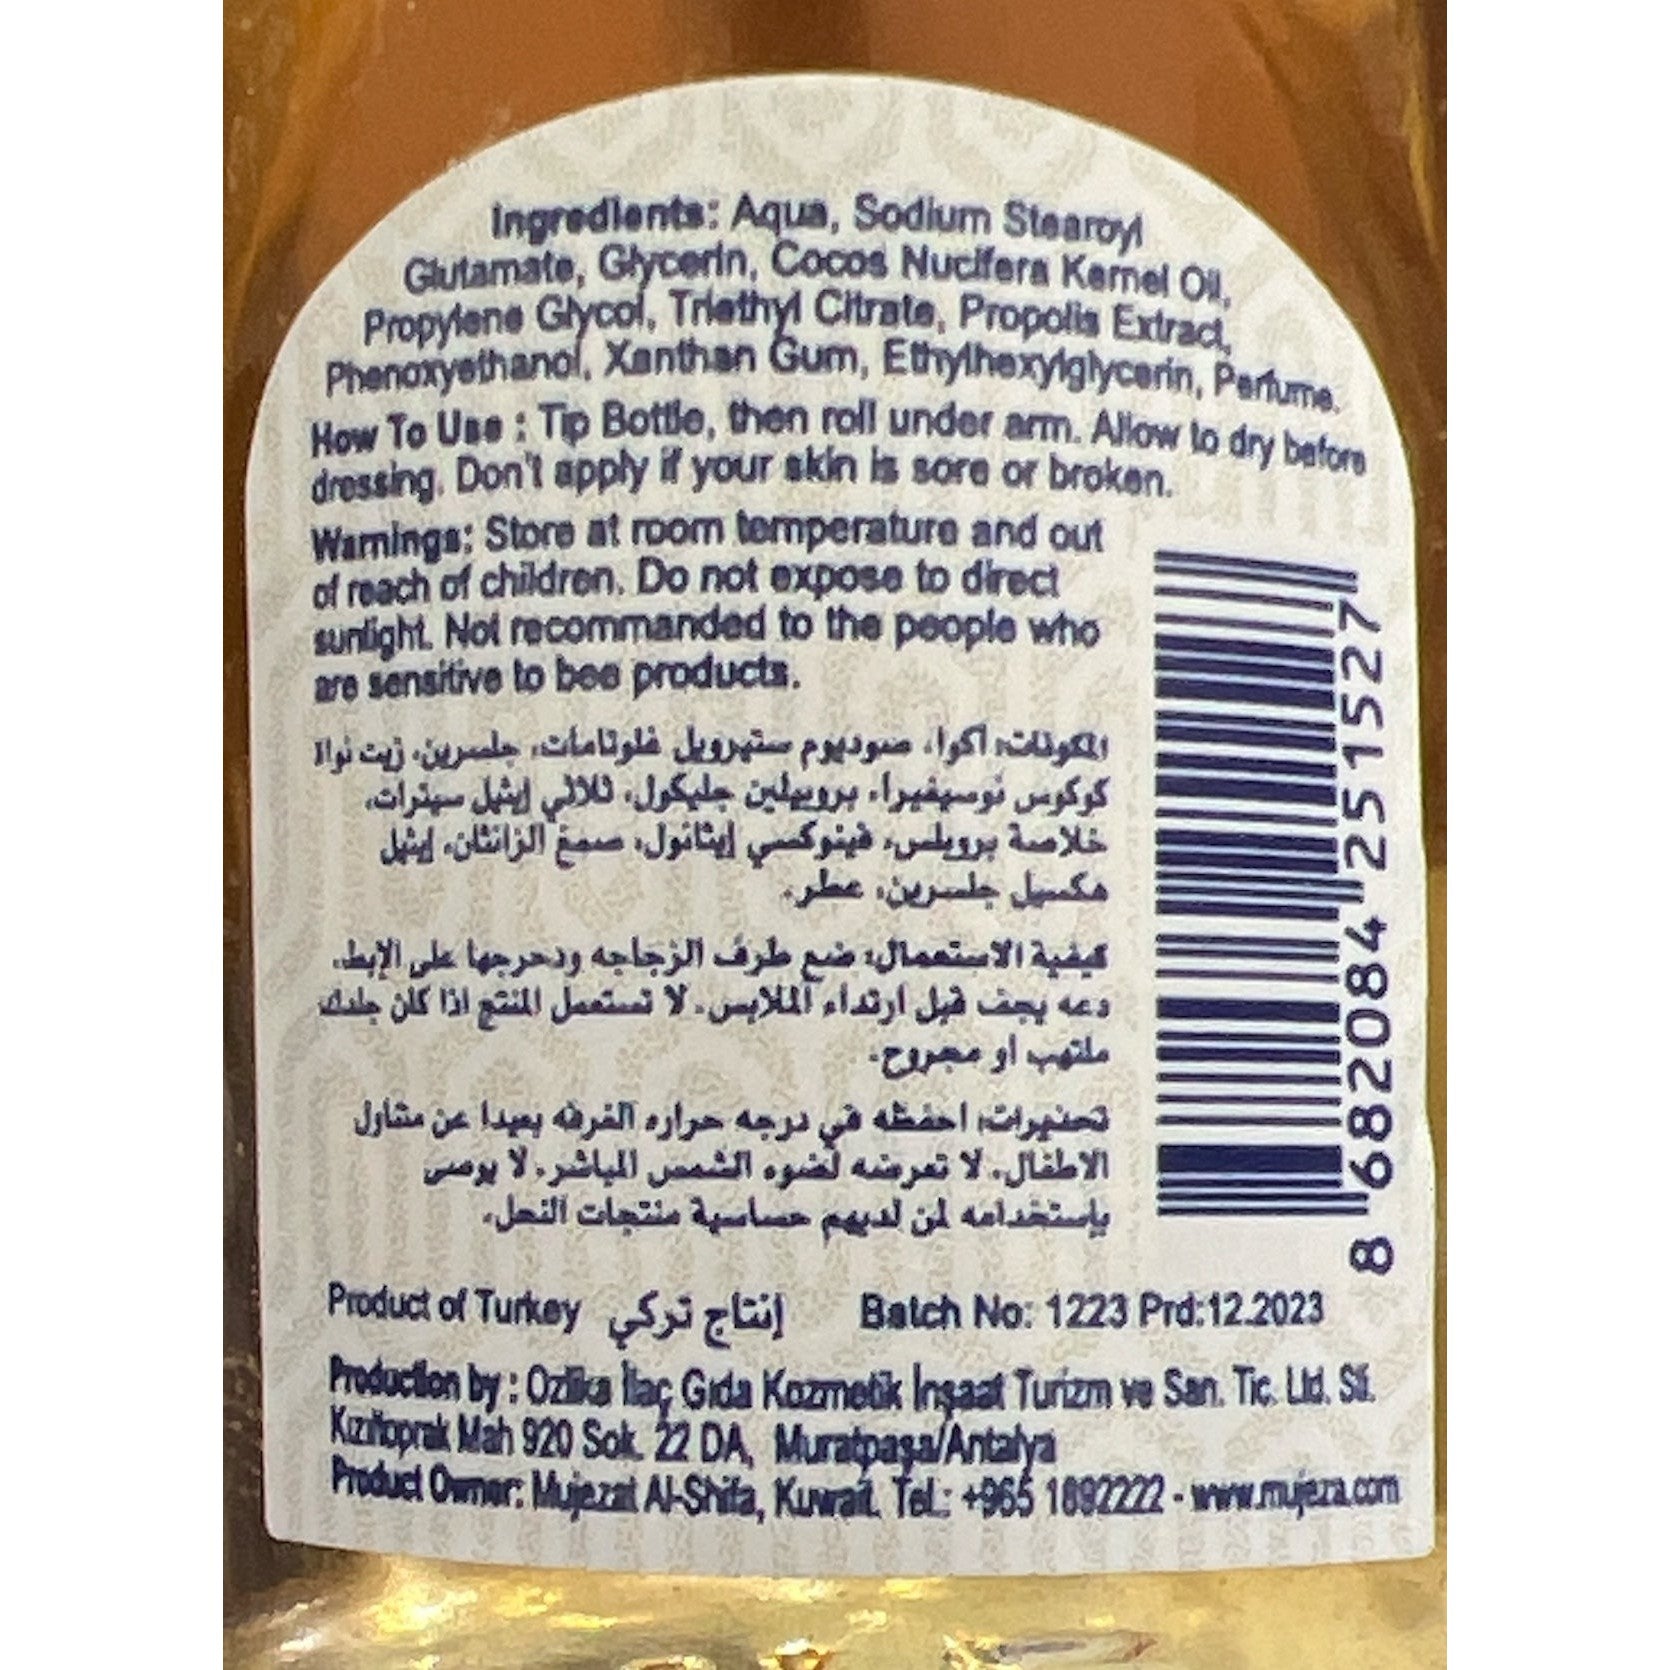 Ingredients: Aqua, Sodium Stearoyl
Glutamate, Glycerin, Cocos Nucifera Kernel Oil,
Propylene Glycol, Triethyl Citrate, Propolis Extract,
Phenoxyethanol, Xanthan Gum, Ethylhexylglycerin, Perfume.
How To Use : Tip Bottle, then roll under arm. Allow to dry before
dressing. Don't apply if your skin is sore or broken.
Warnings: Store at room temperature and out
of reach of children. Do not expose to direct
sunlight. Not recommanded to the people who
are sensitive to bee products.
المكونات: أكوا، صوديوم ستيرويل غلوتامات، جلسرين، زيت نواة
كوكوس نوسيفيرا، بروبيلين جليكول، ثلاثي إيثيل سيترات،
خلاصة بروبلس، فينوكسي إيثانول، صمغ الزانثان، إيثيل
هكسيل جلسرين، عطر.
كيفية الاستعمال: ضع طرف الزجاجه ودحرجها على الإبط.
دعه يجف قبل ارتداء الملابس. لا تستعمل المنتج اذا كان جلدك
ملتهب او مجروح.
تحذيرات: احفظه في درجه حراره الغرفه بعيدا عن متناول
الاطفال. لا تعرضه لضوء الشمس المباشر. لا يوصى
بإستخدامه لمن لديهم حساسية منتجات النحل.
8 682084 251527
Product of Turkey إنتاج تركي Batch No: 1223 Prd:12.2023
Production by : Ozlika İlaç Gıda Kozmetik İnşaat Turizm ve San. Tic. Ltd. Sti.
Kızıltoprak Mah 920 Sok. 22 DA, Muratpaşa/Antalya
Product Owner: Mujezat Al-Shifa, Kuwait. Tel.: +965 1892222 - www.mujeza.com